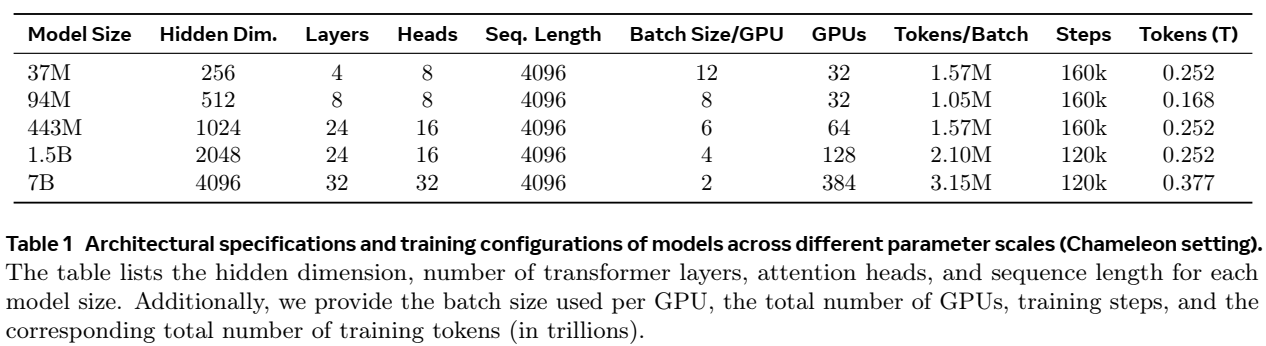 Model Size Hidden Dim. Layers Heads Seq. Length Batch Size/GPU GPUs Tokens/Batch Steps Tokens (T)
37M 256 4 8 4096 12 32 1.57M 160k 0.252
94M 512 8 8 4096 8 32 1.05M 160k 0.168
443M 1024 24 16 4096 6 64 1.57M 160k 0.252
1.5B 2048 24 16 4096 4 128 2.10M 120k 0.252
7B 4096 32 32 4096 2 384 3.15M 120k 0.377
Table 1 Architectural specifications and training configurations of models across different parameter scales (Chameleon setting).
The table lists the hidden dimension, number of transformer layers, attention heads, and sequence length for each
model size. Additionally, we provide the batch size used per GPU, the total number of GPUs, training steps, and the
corresponding total number of training tokens (in trillions).